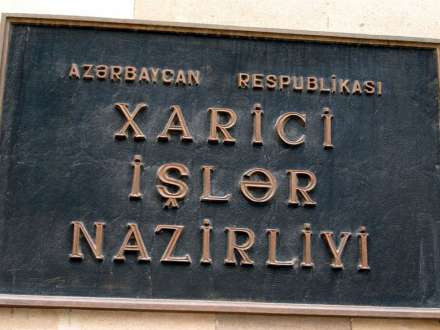 AZƏRBAYCAN RESPUBLİKASI
XARİCİ
İŞLƏR
NAZİRLİYİ